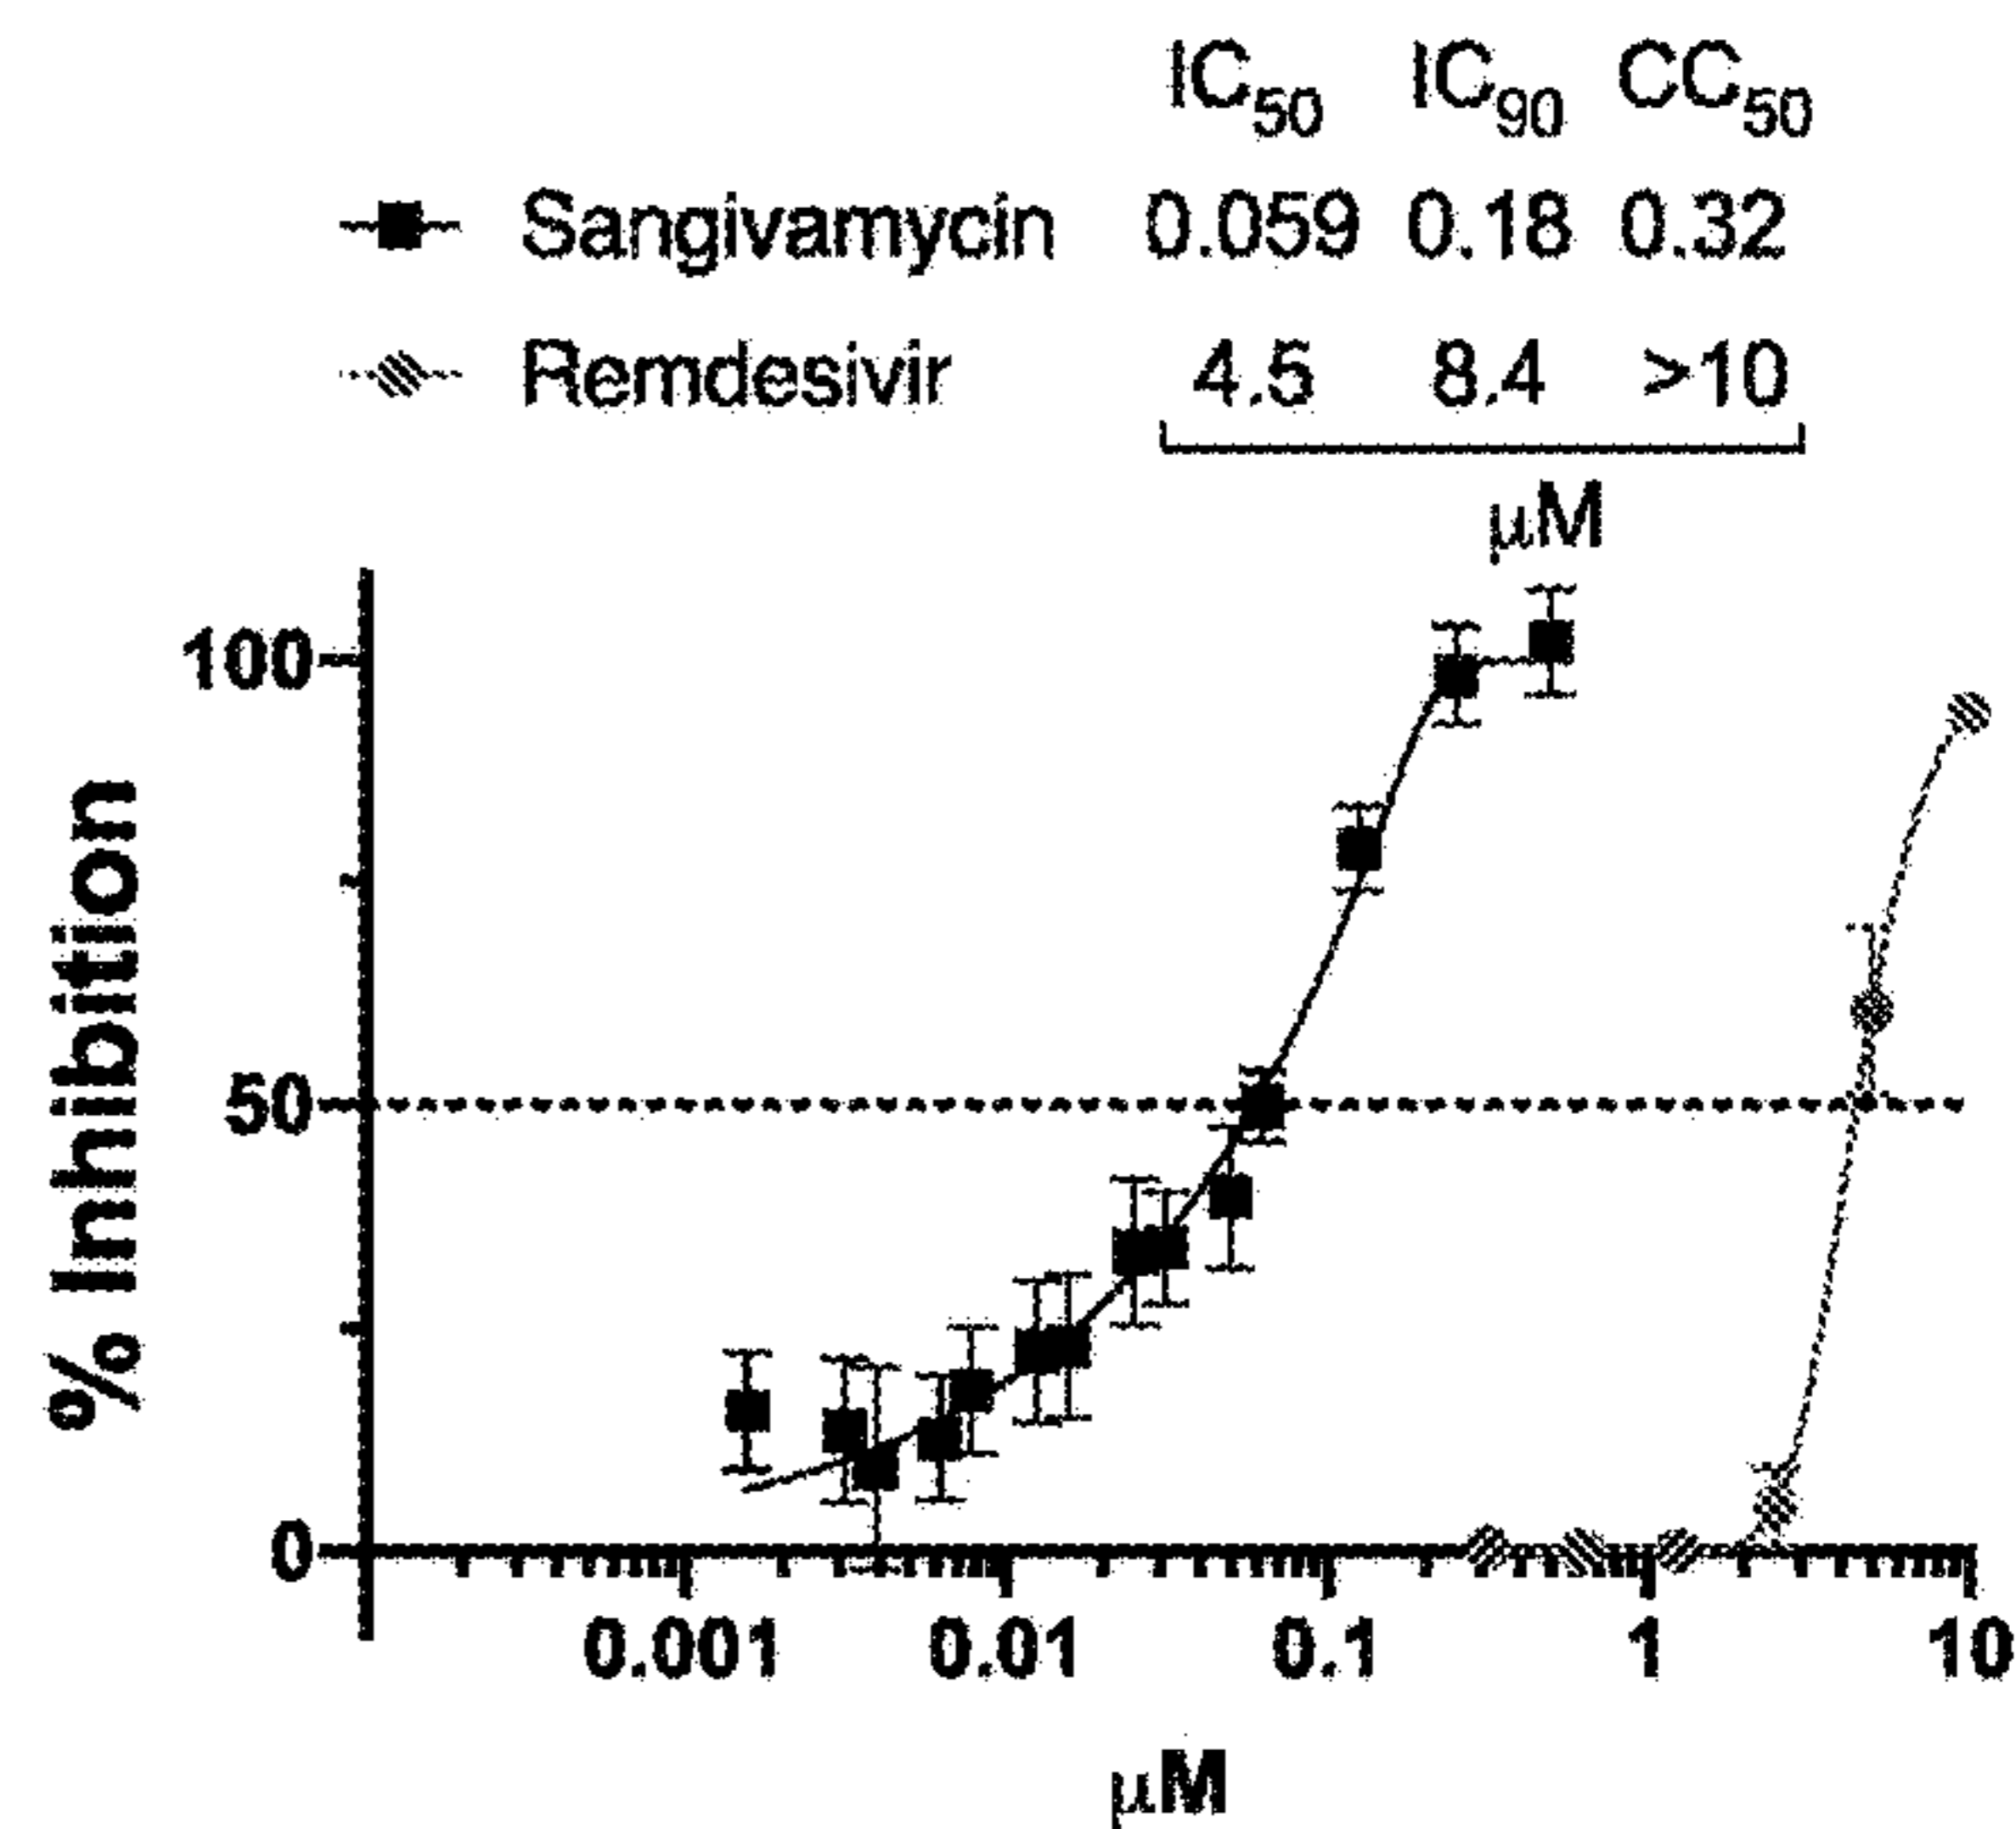 IC50 IC90 CC50
Sangivamycin 0.059 0.18 0.32
Remdesivir 4.5 8.4 >10
μM
100
50
0
% Inhibition
0.001 0.01 0.1 1 10
μM